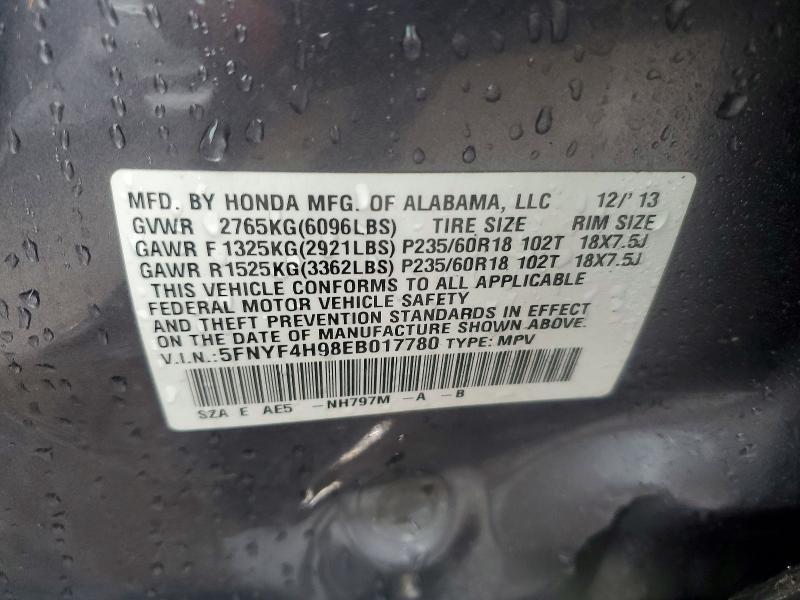 MFD. BY HONDA MFG. OF ALABAMA, LLC 12/'13
GVWR 2765KG(6096LBS) TIRE SIZE RIM SIZE
GAWR F 1325KG(2921LBS) P235/60R18 102T 18X7.5J
GAWR R 1525KG(3362LBS) P235/60R18 102T 18X7.5J
THIS VEHICLE CONFORMS TO ALL APPLICABLE
FEDERAL MOTOR VEHICLE SAFETY
AND THEFT PREVENTION STANDARDS IN EFFECT
ON THE DATE OF MANUFACTURE SHOWN ABOVE.
V.I.N.:5FNYF4H98EB017780 TYPE: MPV
SZA E AE5 -NH797M -A -B